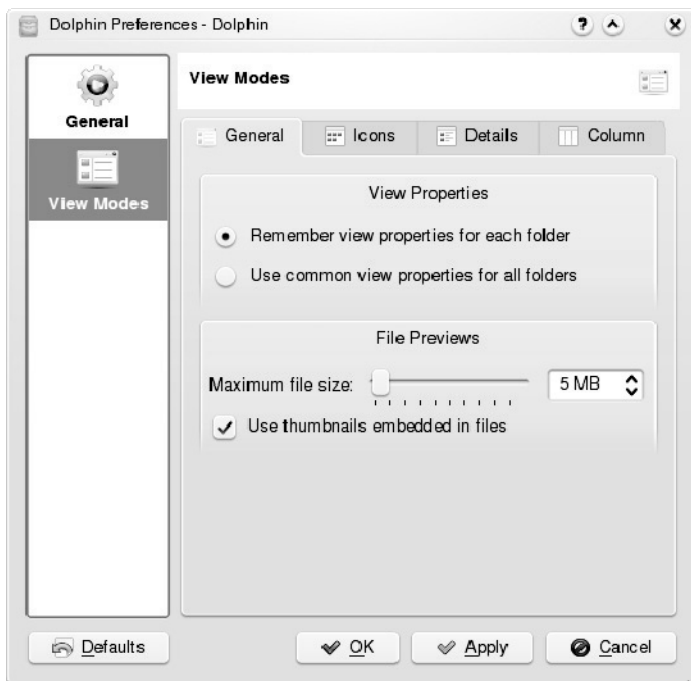 Dolphin Preferences - Dolphin
General
View Modes
View Modes
General Icons Details Column
View Properties
Remember view properties for each folder
Use common view properties for all folders
File Previews
Maximum file size: 5 MB
Use thumbnails embedded in files
Defaults OK Apply Cancel